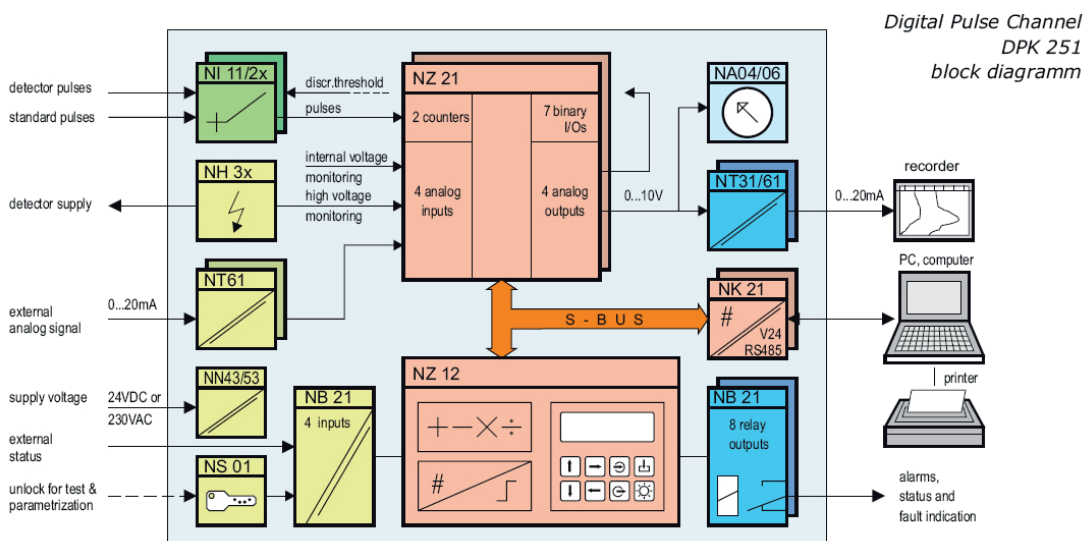 Digital Pulse Channel
DPK 251
block diagramm
detector pulses
standard pulses
NI 11/2x
discr.threshold
pulses
NZ 21
2 counters
7 binary
I/Os
4 analog
inputs
4 analog
outputs
NA04/06
detector supply
NH 3x
internal voltage
monitoring
high voltage
monitoring
0...10V
NT31/61
0...20mA
recorder
external
analog signal
0...20mA
NT61
S-BUS
NK 21
#
V24
RS485
PC, computer
printer
supply voltage
24VDC or
230VAC
NN43/53
external
status
unlock for test &
parametrization
NS 01
NB 21
4 inputs
NZ 12
+−×÷
#
NB 21
8 relay
outputs
alarms,
status and
fault indication